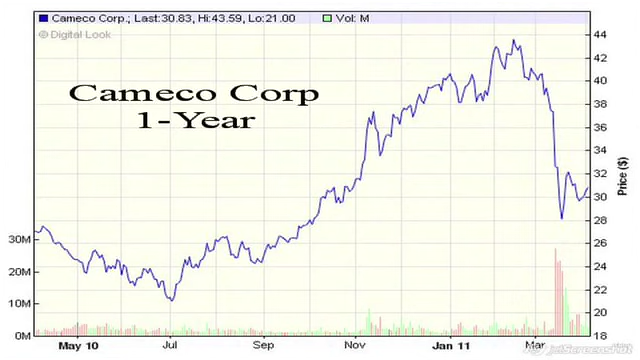 Cameco Corp.; Last:30.83, Hi:43.59, Lo:21.00 Vol: M
© Digital Look
Cameco Corp
1-Year
44
42
40
38
36
34
32
30
28
26
24
22
20
18
Price ($)
30M
20M
10M
0M
May 10 Jul Sep Nov Jan 11 Mar